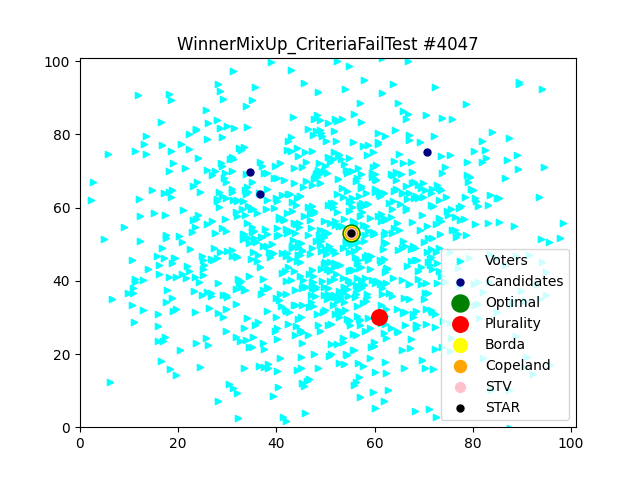 WinnerMixUp_CriteriaFailTest #4047
100
80
60
40
20
0
0 20 40 60 80 100
Voters
Candidates
Optimal
Plurality
Borda
Copeland
STV
STAR